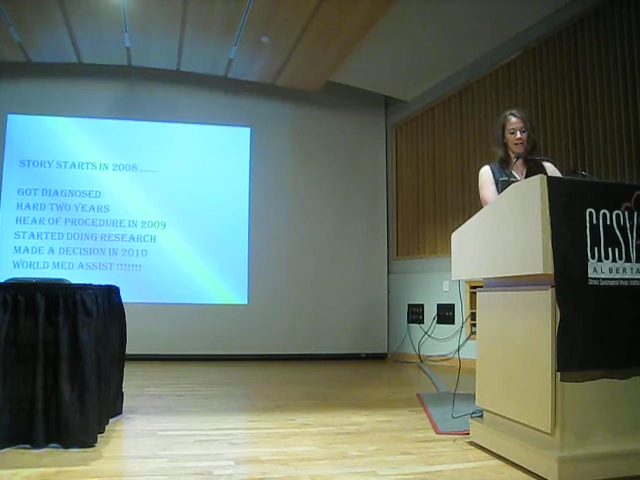 STORY STARTS IN 2008 .......
GOT DIAGNOSED
HARD TWO YEARS
HEAR OF PROCEDURE IN 2009
STARTED DOING RESEARCH
MADE A DECISION IN 2010
WORLD MED ASSIST !!!!!!!!
CCSV
ALBERTA